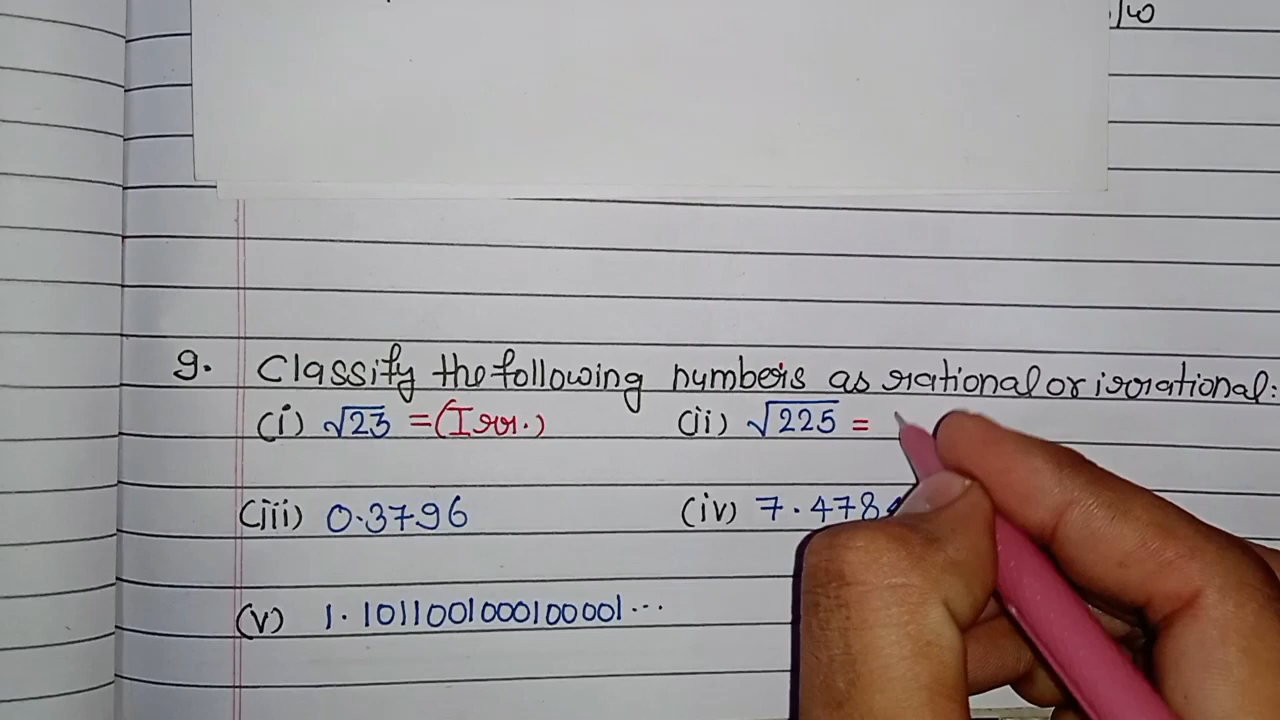 9. Classify the following numbers as rational or irrational:
(i) √23 = (Irr.) (ii) √225 =
(iii) 0.3796 (iv) 7.478
(v) 1.101100100010001...